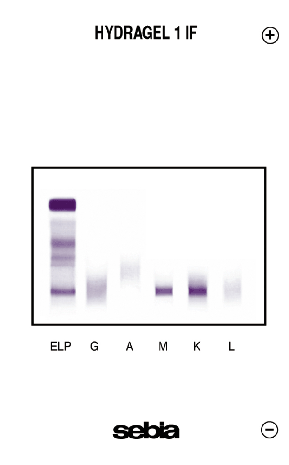 HYDRAGEL 1 IF +
ELP G A M K L
sebia −